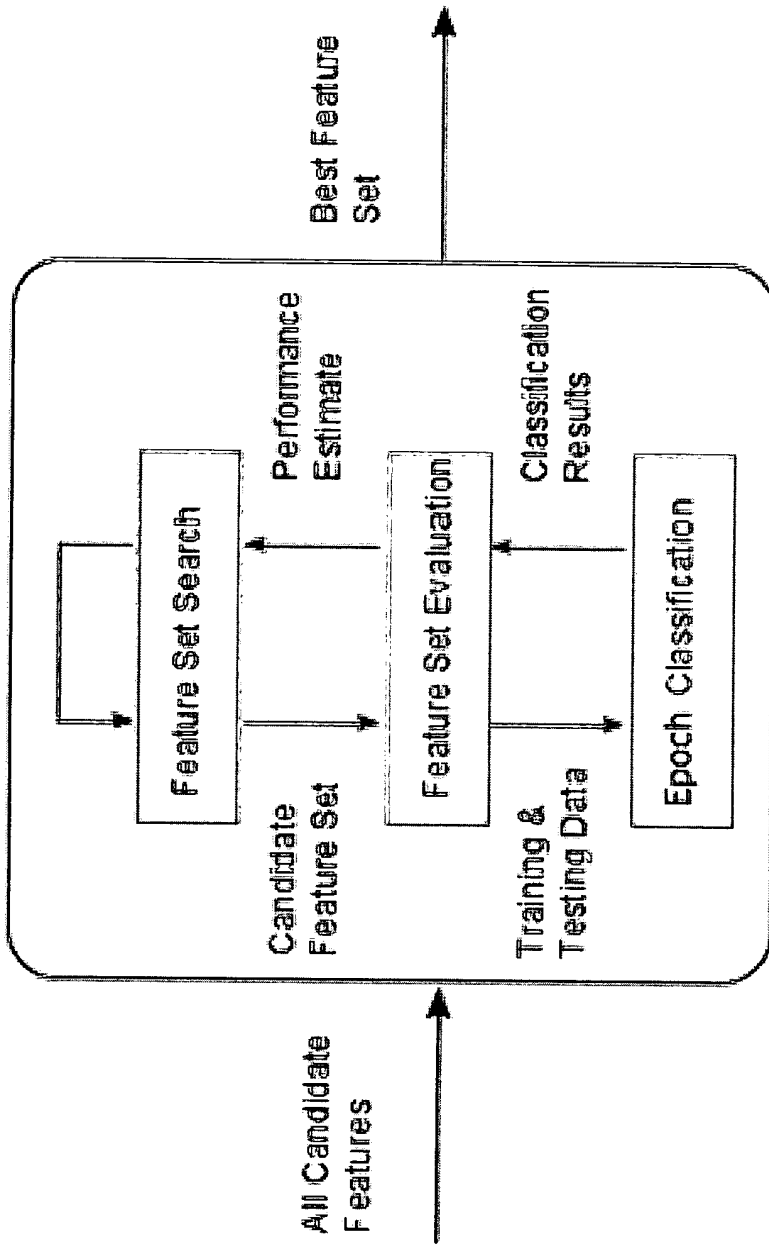 All Candidate
Features
Feature Set Search
Candidate
Feature Set
Performance
Estimate
Feature Set Evaluation
Training &
Testing Data
Classification
Results
Epoch Classification
Best Feature
Set